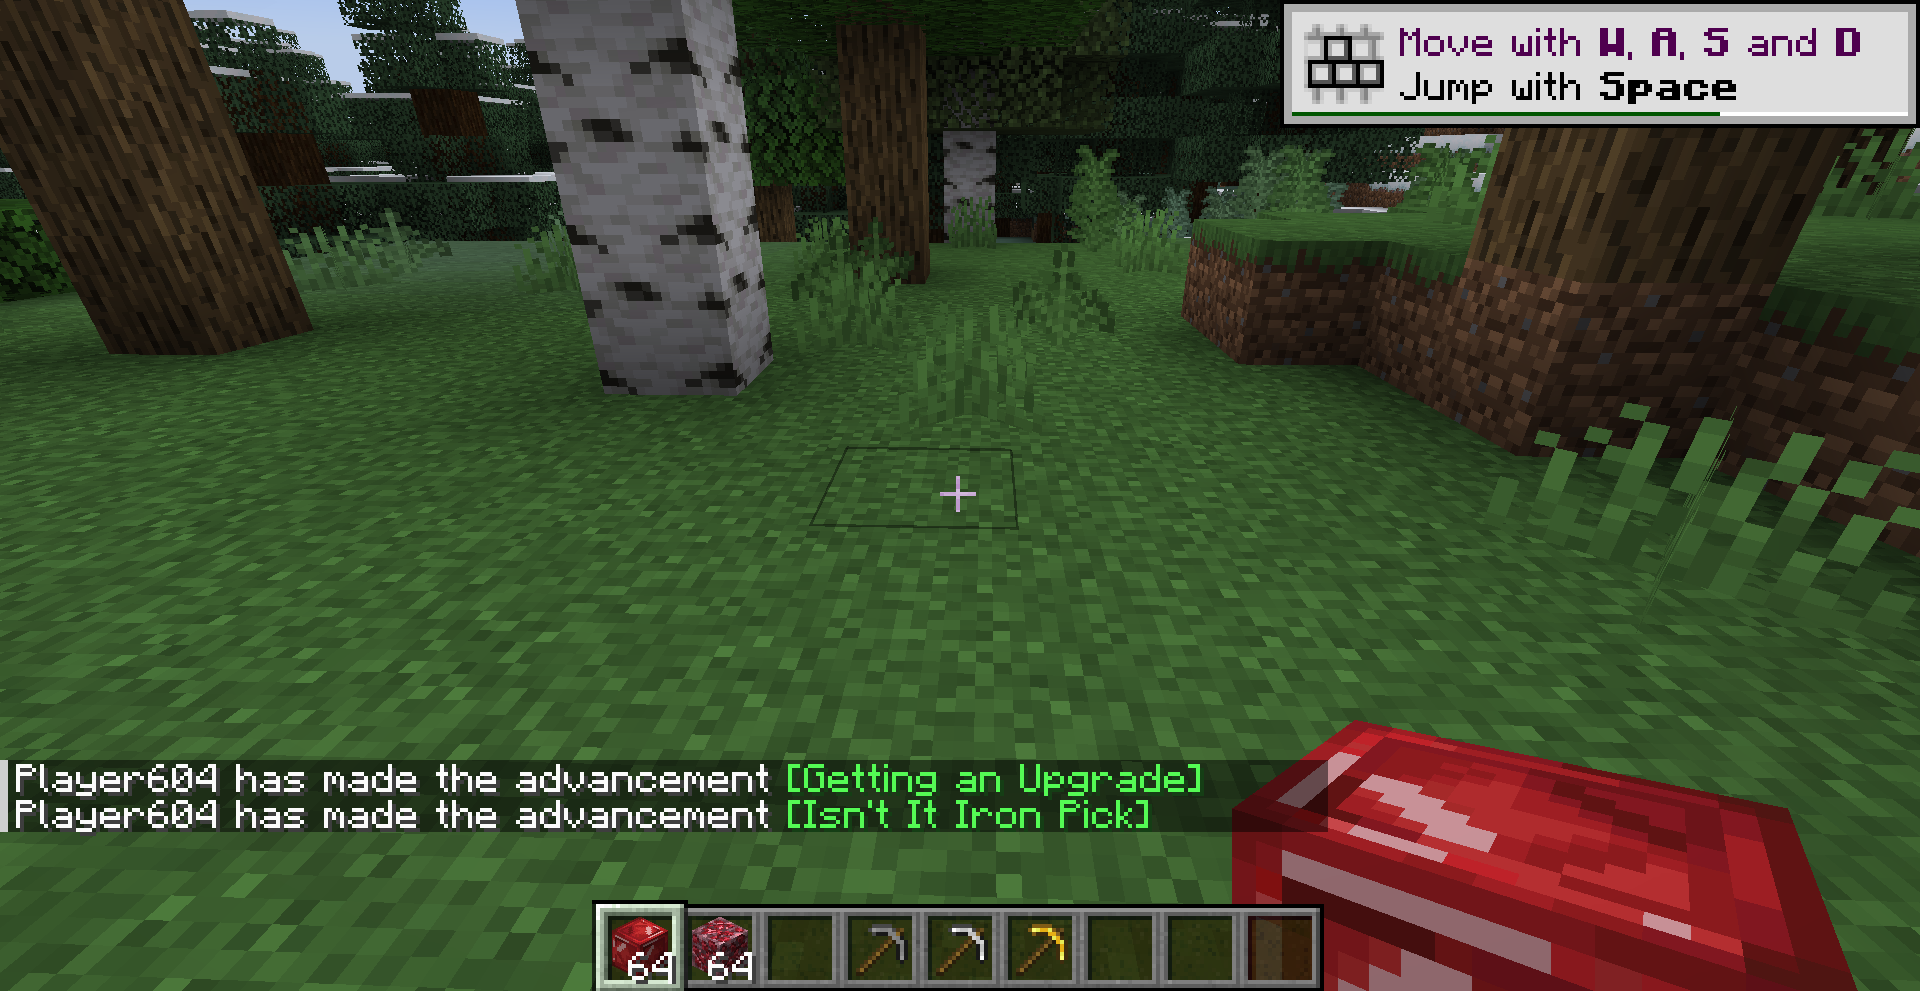 Move with W, A, S and D
Jump with Space
Player604 has made the advancement [Getting an Upgrade]
Player604 has made the advancement [Isn't It Iron Pick]
64 64